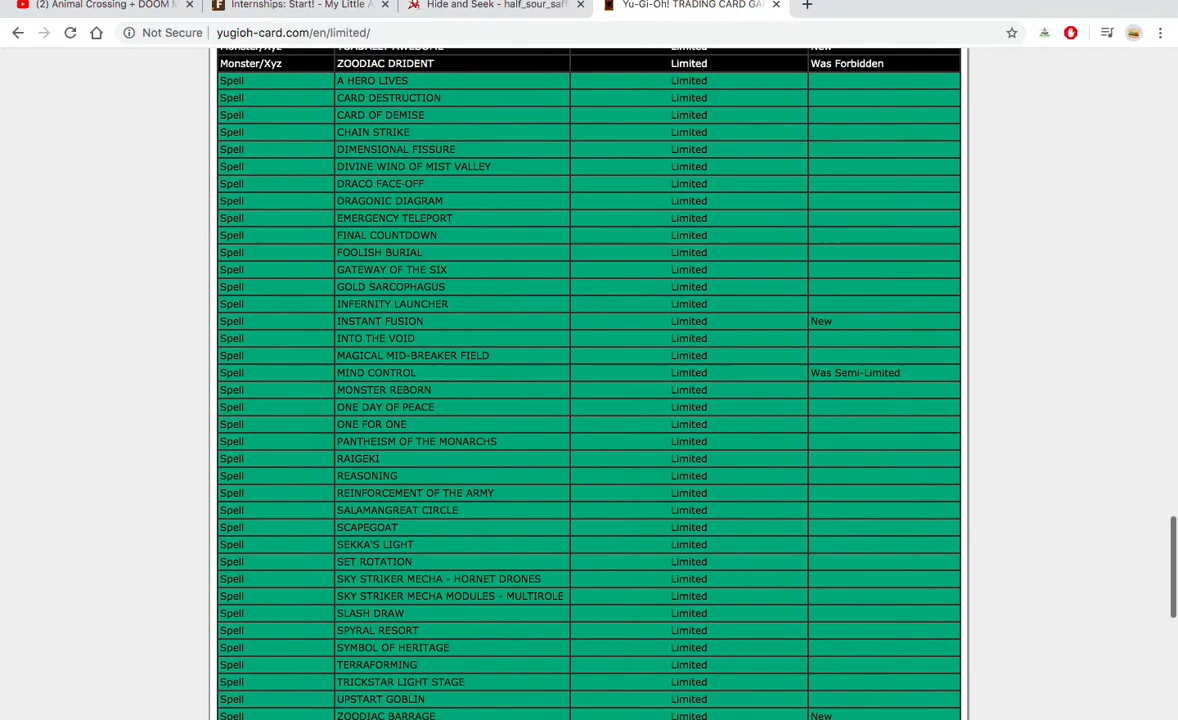 (2) Animal Crossing + DOOM M
Internships: Start! - My Little A
Hide and Seek - half_sour_saff
Yu-Gi-Oh! TRADING CARD GA
Not Secure yugioh-card.com/en/limited/
Monster/Xyz TOADALLY AWESOME Limited New
Monster/Xyz ZOODIAC DRIDENT Limited Was Forbidden
Spell A HERO LIVES Limited
Spell CARD DESTRUCTION Limited
Spell CARD OF DEMISE Limited
Spell CHAIN STRIKE Limited
Spell DIMENSIONAL FISSURE Limited
Spell DIVINE WIND OF MIST VALLEY Limited
Spell DRACO FACE-OFF Limited
Spell DRAGONIC DIAGRAM Limited
Spell EMERGENCY TELEPORT Limited
Spell FINAL COUNTDOWN Limited
Spell FOOLISH BURIAL Limited
Spell GATEWAY OF THE SIX Limited
Spell GOLD SARCOPHAGUS Limited
Spell INFERNITY LAUNCHER Limited
Spell INSTANT FUSION Limited New
Spell INTO THE VOID Limited
Spell MAGICAL MID-BREAKER FIELD Limited
Spell MIND CONTROL Limited Was Semi-Limited
Spell MONSTER REBORN Limited
Spell ONE DAY OF PEACE Limited
Spell ONE FOR ONE Limited
Spell PANTHEISM OF THE MONARCHS Limited
Spell RAIGEKI Limited
Spell REASONING Limited
Spell REINFORCEMENT OF THE ARMY Limited
Spell SALAMANGREAT CIRCLE Limited
Spell SCAPEGOAT Limited
Spell SEKKA'S LIGHT Limited
Spell SET ROTATION Limited
Spell SKY STRIKER MECHA - HORNET DRONES Limited
Spell SKY STRIKER MECHA MODULES - MULTIROLE Limited
Spell SLASH DRAW Limited
Spell SPYRAL RESORT Limited
Spell SYMBOL OF HERITAGE Limited
Spell TERRAFORMING Limited
Spell TRICKSTAR LIGHT STAGE Limited
Spell UPSTART GOBLIN Limited
Spell ZOODIAC BARRAGE Limited New